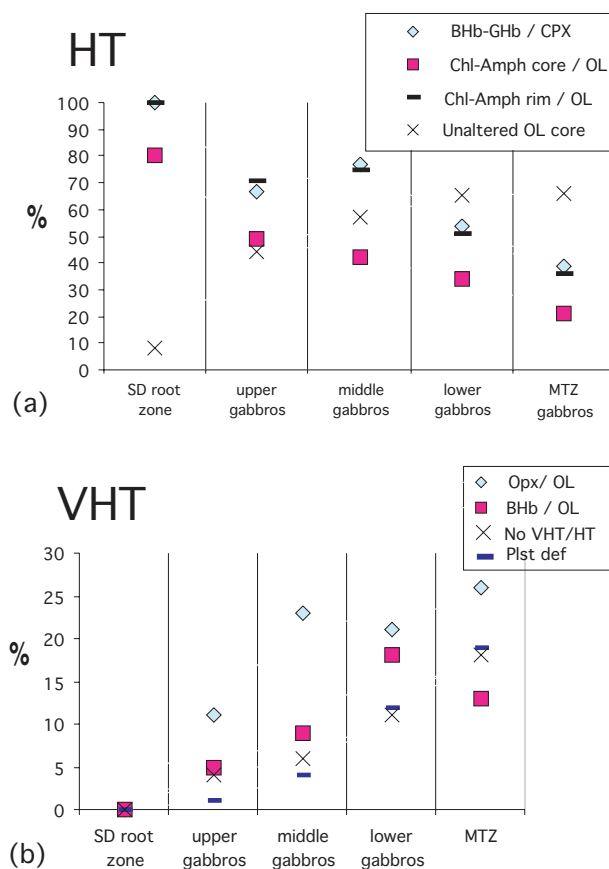 HT
BHb-GHb / CPX
Chl-Amph core / OL
Chl-Amph rim / OL
Unaltered OL core
100
90
80
70
60
50
40
30
20
10
0
%
SD root
zone
upper
gabbros
middle
gabbros
lower
gabbros
MTZ
gabbros
(a)
VHT
Opx/ OL
BHb / OL
No VHT/HT
Plst def
30
25
20
15
10
5
0
%
SD root
zone
upper
gabbros
middle
gabbros
lower
gabbros
MTZ
(b)